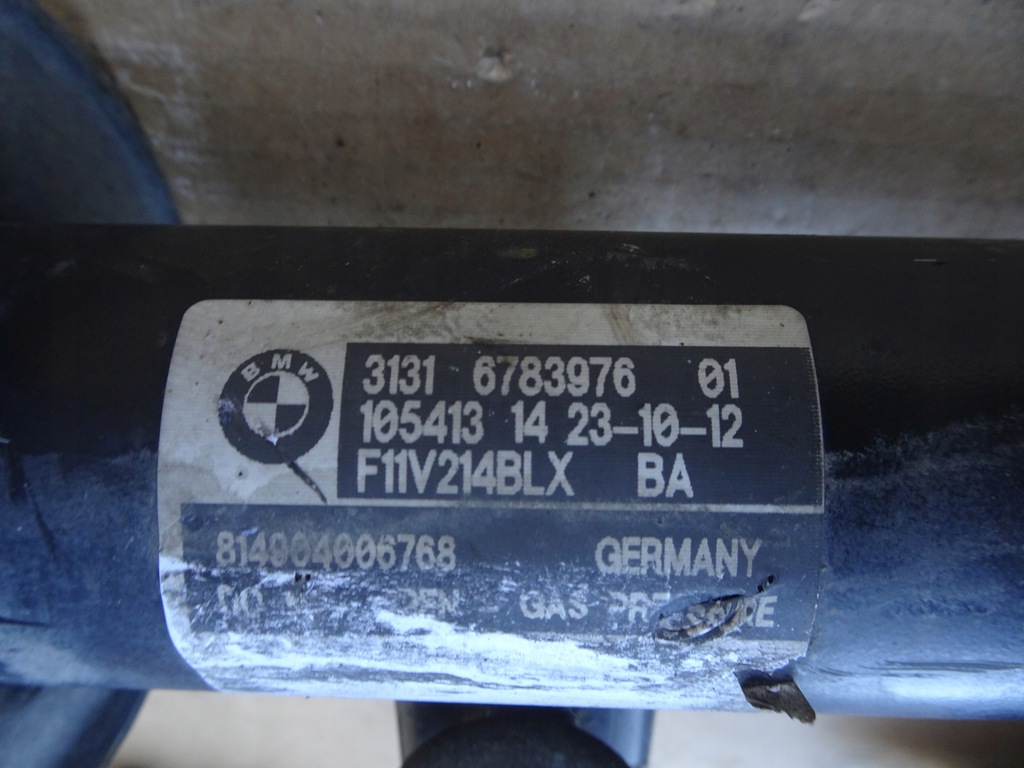 BMW
3131 6783976 01
105413 14 23-10-12
F11V214BLX BA
814904006768 GERMANY
GAS